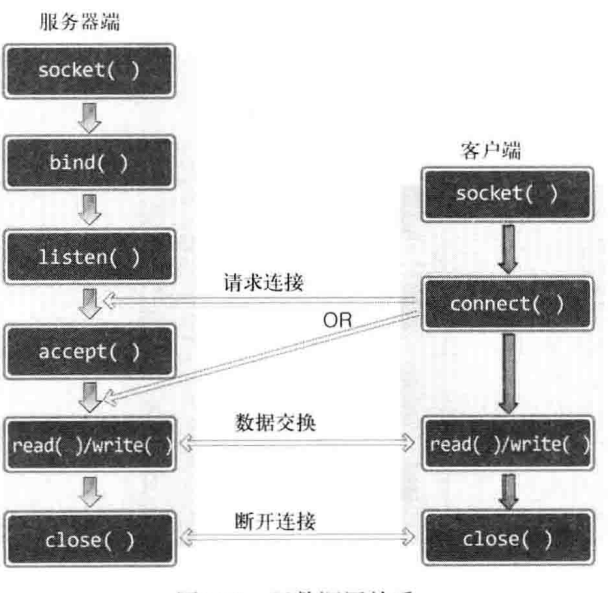 服务器端
socket( )
bind( )
listen( )
accept( )
read( )/write( )
close( )
客户端
socket( )
connect( )
read( )/write( )
close( )
请求连接
OR
数据交换
断开连接